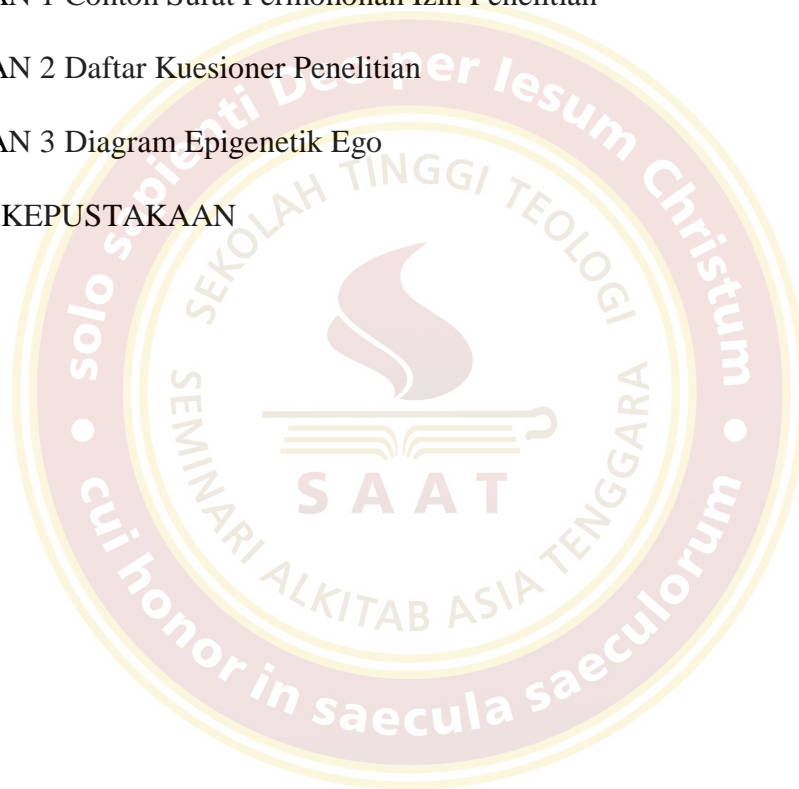 AN 1 Contoh Surat Permohonan Izin Penelitian
AN 2 Daftar Kuesioner Penelitian
AN 3 Diagram Epigenetik Ego
KEPUSTAKAAN
solo sapienti Deo per Iesum Christum
SEKOLAH TINGGI TEOLOGI
SAAT
SEMINARI ALKITAB ASIA TENGGARA
cui honor in saecula saeculorum